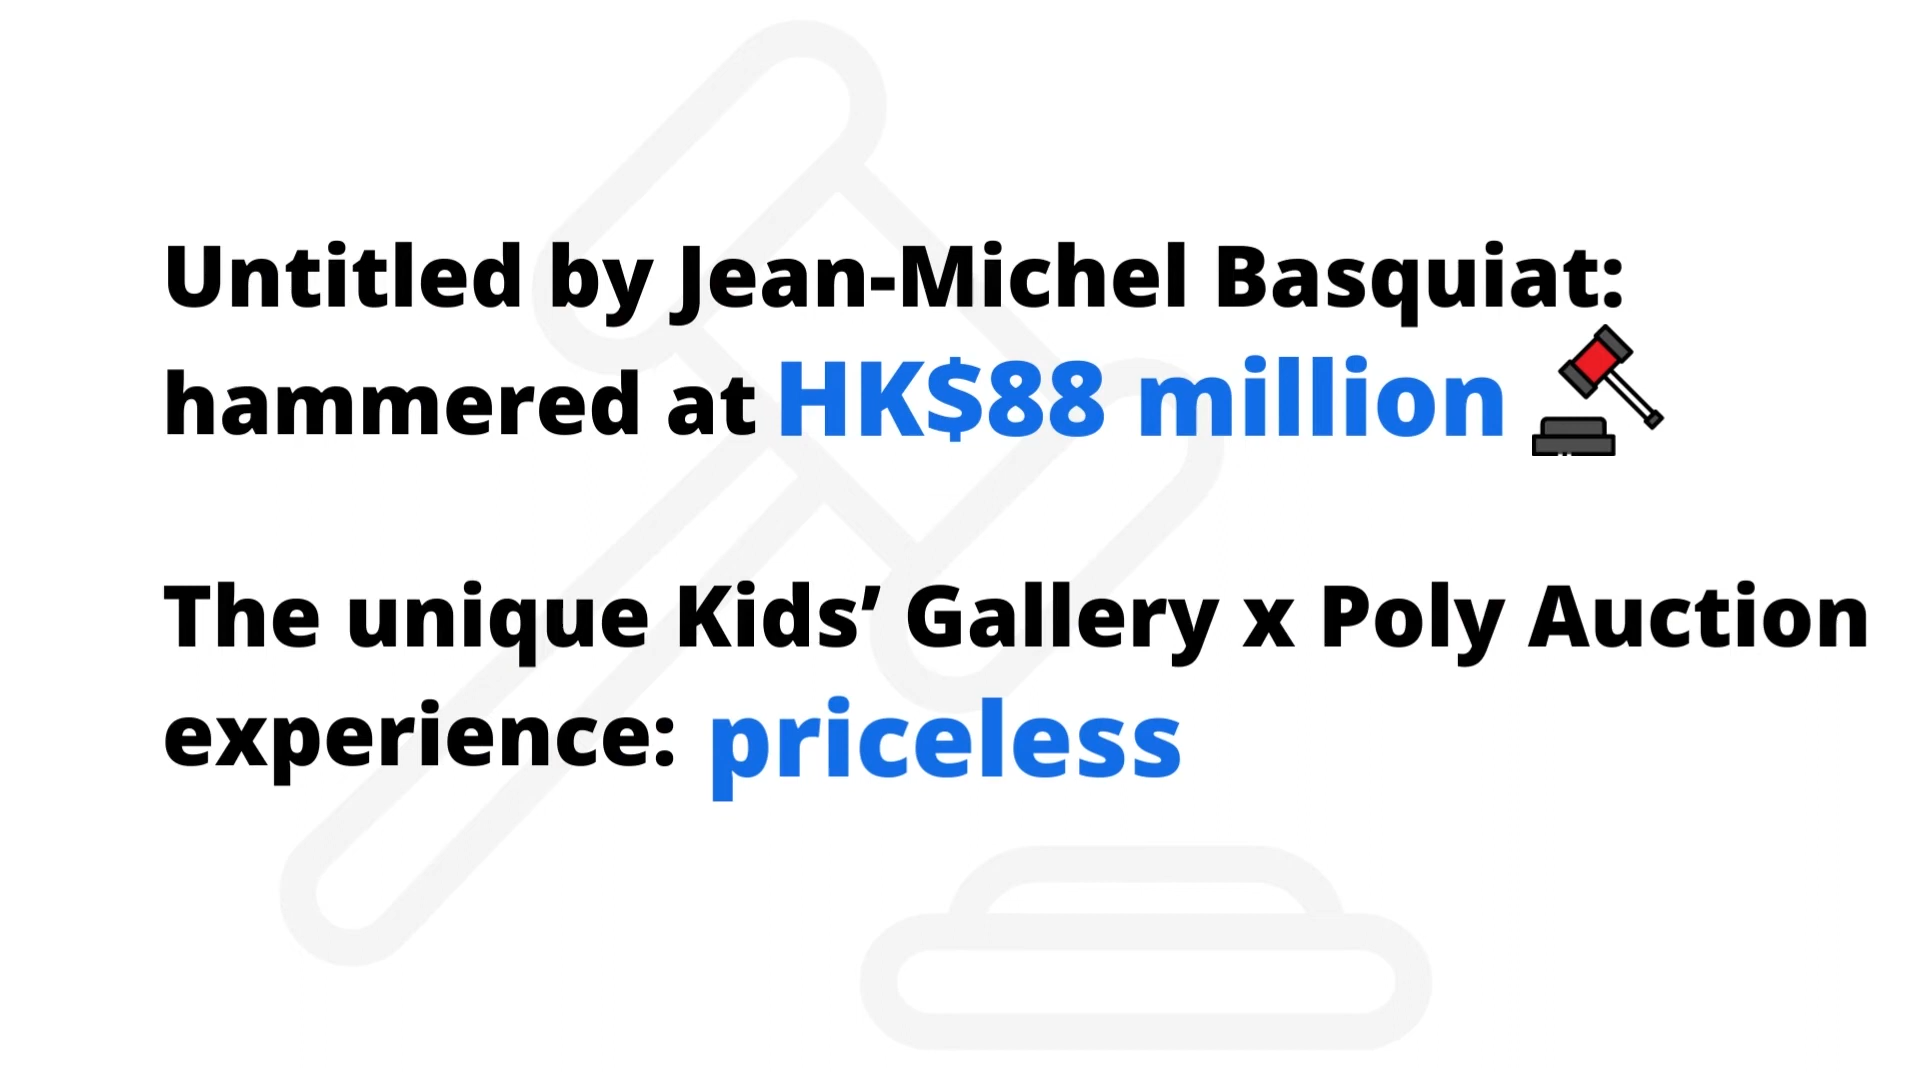 Untitled by Jean-Michel Basquiat:
hammered at HK$88 million
The unique Kids’ Gallery x Poly Auction
experience: priceless